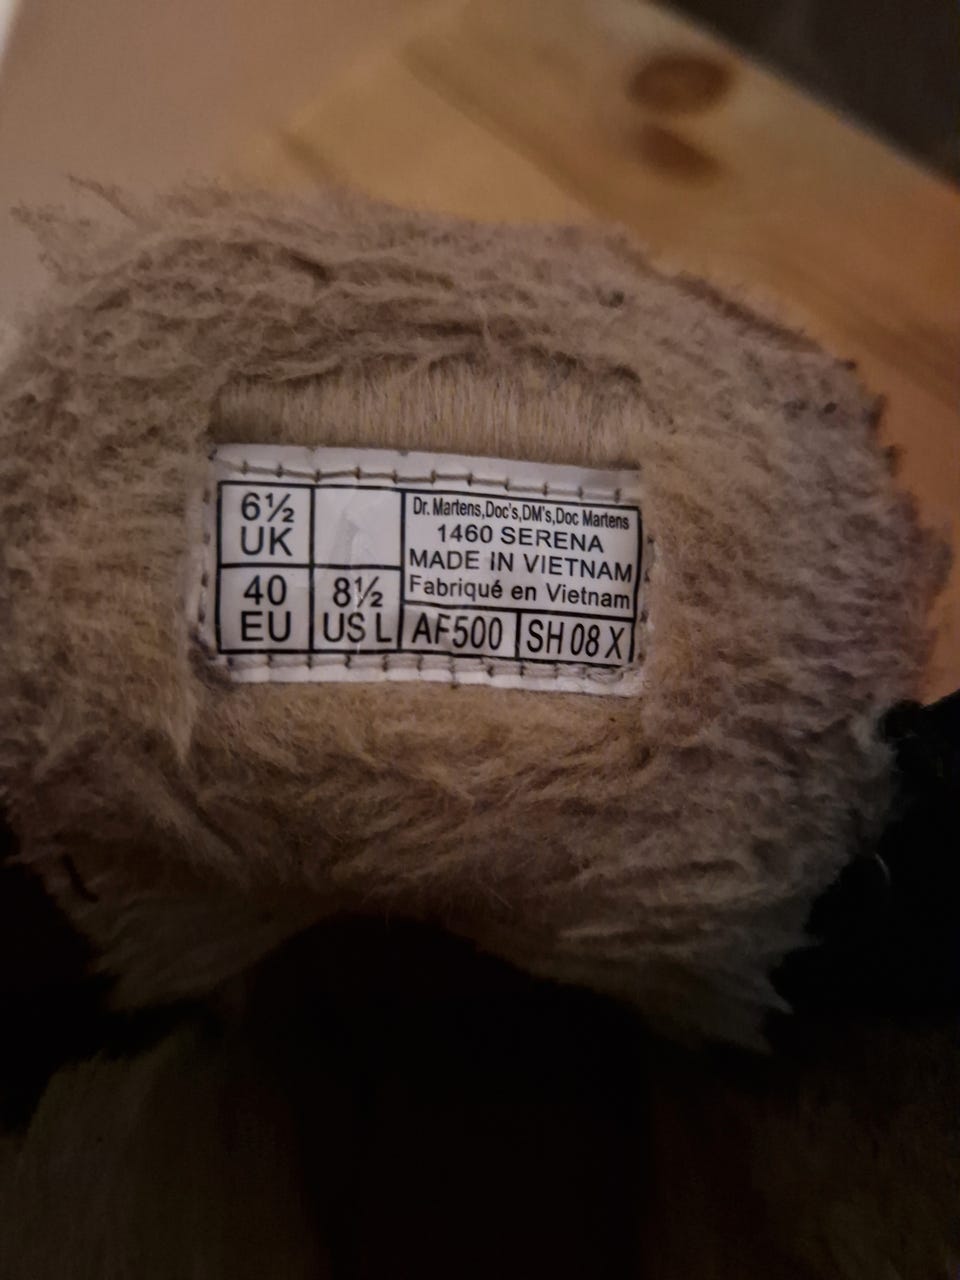 6½
UK
40
EU
8½
US L
Dr. Martens,Doc's,DM's,Doc Martens
1460 SERENA
MADE IN VIETNAM
Fabriqué en Vietnam
AF500
SH 08 X